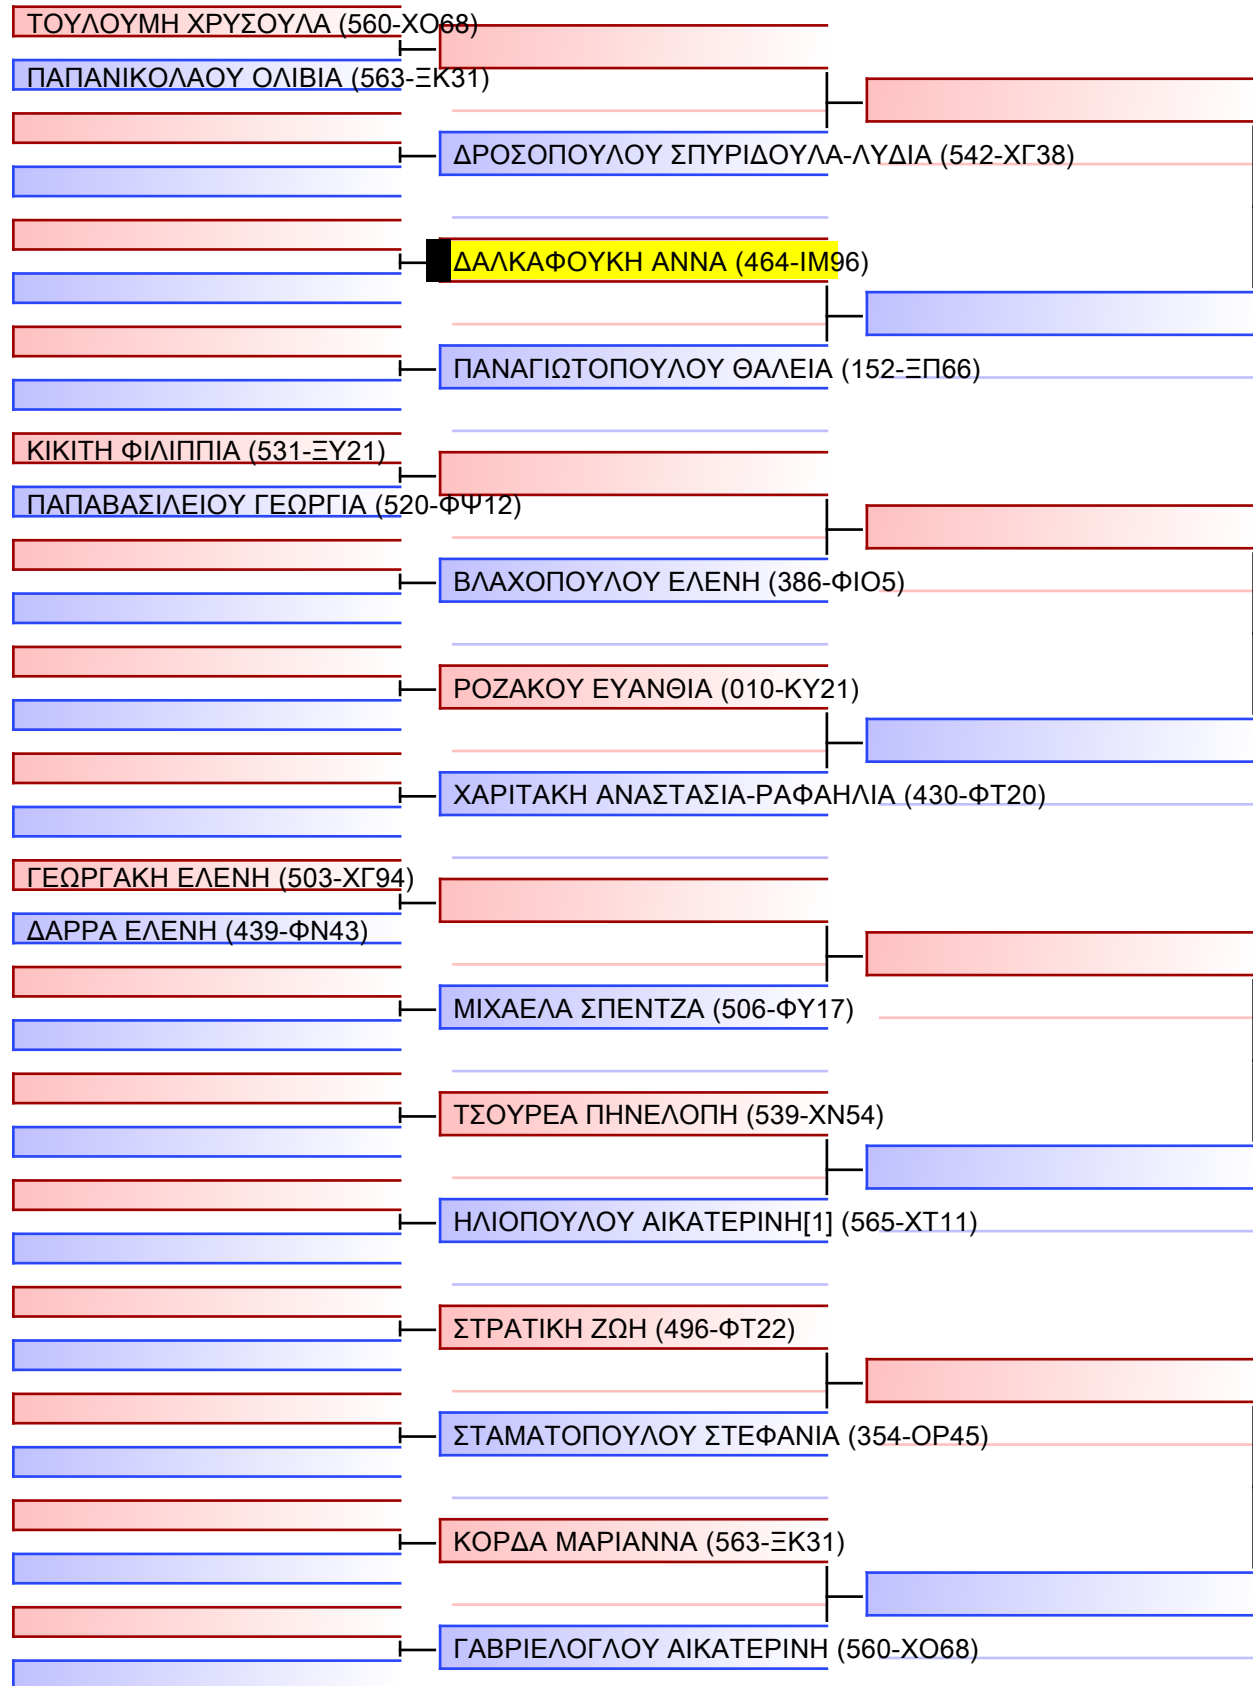 ΤΟΥΛΟΥΜΗ ΧΡΥΣΟΥΛΑ (560-ΧΟ68)
ΠΑΠΑΝΙΚΟΛΑΟΥ ΟΛΙΒΙΑ (563-ΞΚ31)
ΔΡΟΣΟΠΟΥΛΟΥ ΣΠΥΡΙΔΟΥΛΑ-ΛΥΔΙΑ (542-ΧΓ38)
ΔΑΛΚΑΦΟΥΚΗ ΑΝΝΑ (464-ΙΜ96)
ΠΑΝΑΓΙΩΤΟΠΟΥΛΟΥ ΘΑΛΕΙΑ (152-ΞΠ66)
ΚΙΚΙΤΗ ΦΙΛΙΠΠΙΑ (531-ΞΥ21)
ΠΑΠΑΒΑΣΙΛΕΙΟΥ ΓΕΩΡΓΙΑ (520-ΦΨ12)
ΒΛΑΧΟΠΟΥΛΟΥ ΕΛΕΝΗ (386-ΦΙΟ5)
ΡΟΖΑΚΟΥ ΕΥΑΝΘΙΑ (010-ΚΥ21)
ΧΑΡΙΤΑΚΗ ΑΝΑΣΤΑΣΙΑ-ΡΑΦΑΗΛΙΑ (430-ΦΤ20)
ΓΕΩΡΓΑΚΗ ΕΛΕΝΗ (503-ΧΓ94)
ΔΑΡΡΑ ΕΛΕΝΗ (439-ΦΝ43)
ΜΙΧΑΕΛΑ ΣΠΕΝΤΖΑ (506-ΦΥ17)
ΤΣΟΥΡΕΑ ΠΗΝΕΛΟΠΗ (539-ΧΝ54)
ΗΛΙΟΠΟΥΛΟΥ ΑΙΚΑΤΕΡΙΝΗ[1] (565-ΧΤ11)
ΣΤΡΑΤΙΚΗ ΖΩΗ (496-ΦΤ22)
ΣΤΑΜΑΤΟΠΟΥΛΟΥ ΣΤΕΦΑΝΙΑ (354-ΟΡ45)
ΚΟΡΔΑ ΜΑΡΙΑΝΝΑ (563-ΞΚ31)
ΓΑΒΡΙΕΛΟΓΛΟΥ ΑΙΚΑΤΕΡΙΝΗ (560-ΧΟ68)